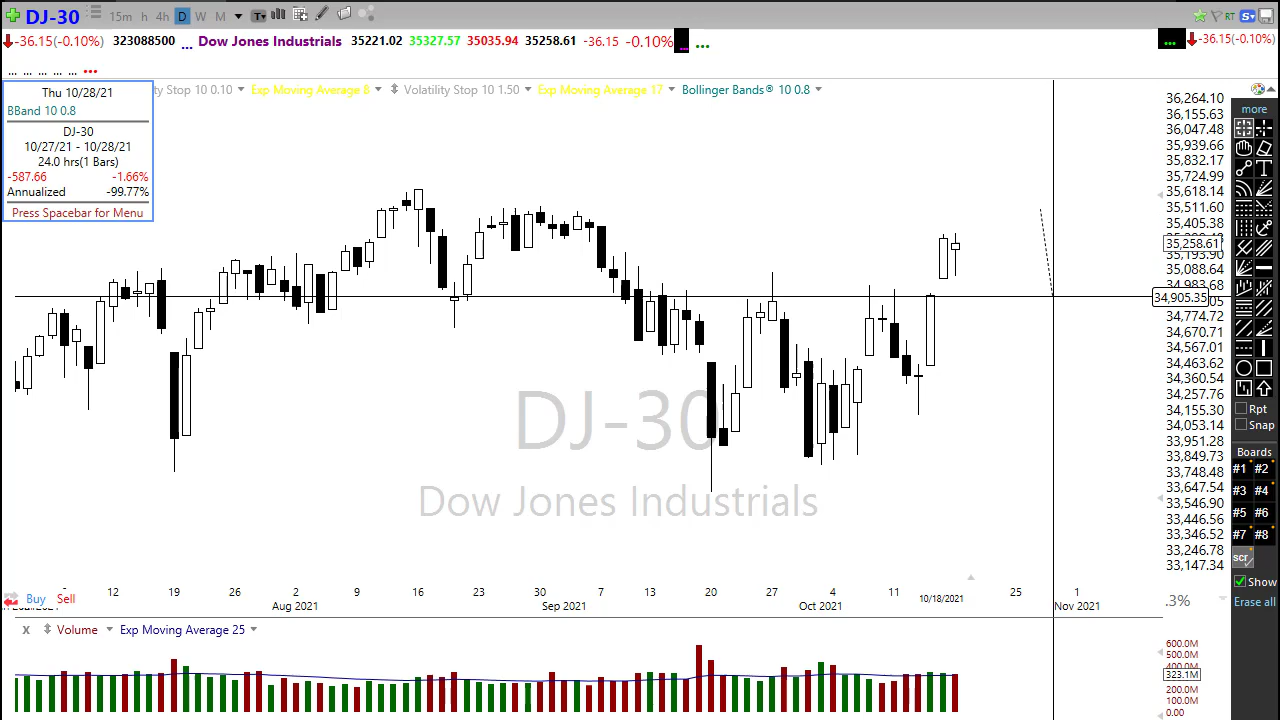 DJ-30 15m h 4h D W M T RT S
-36.15(-0.10%) 323088500 ... Dow Jones Industrials 35221.02 35327.57 35035.94 35258.61 -36.15 -0.10% ... ... ... -36.15(-0.10%)
... ... ... ... ... ...
Thu 10/28/21
BBand 10 0.8
DJ-30
10/27/21 - 10/28/21
24.0 hrs(1 Bars)
-587.66 -1.66%
Annualized -99.77%
Press Spacebar for Menu
ty Stop 10 0.10 Exp Moving Average 8 Volatility Stop 10 1.50 Exp Moving Average 17 Bollinger Bands® 10 0.8
36,264.10
36,155.63
36,047.48
35,939.66
35,832.17
35,724.99
35,618.14
35,511.60
35,405.38
35,258.61
35,193.90
35,088.64
34,983.68
34,905.35
34,774.72
34,670.71
34,567.01
34,463.62
34,360.54
34,257.76
34,155.30
34,053.14
33,951.28
33,849.73
33,748.48
33,647.54
33,546.90
33,446.56
33,346.52
33,246.78
33,147.34
DJ-30
Dow Jones Industrials
more
T
Rpt
Snap
Boards
#1 #2
#3 #4
#5 #6
#7 #8
scr
Show
Erase all
12 19 26 2 9 16 23 30 7 13 20 27 4 11 10/18/2021 25 1
Buy Sell
Aug 2021 Sep 2021 Oct 2021 Nov 2021
.3%
x Volume Exp Moving Average 25
600.0M
500.0M
400.0M
323.1M
200.0M
100.0M
0.00